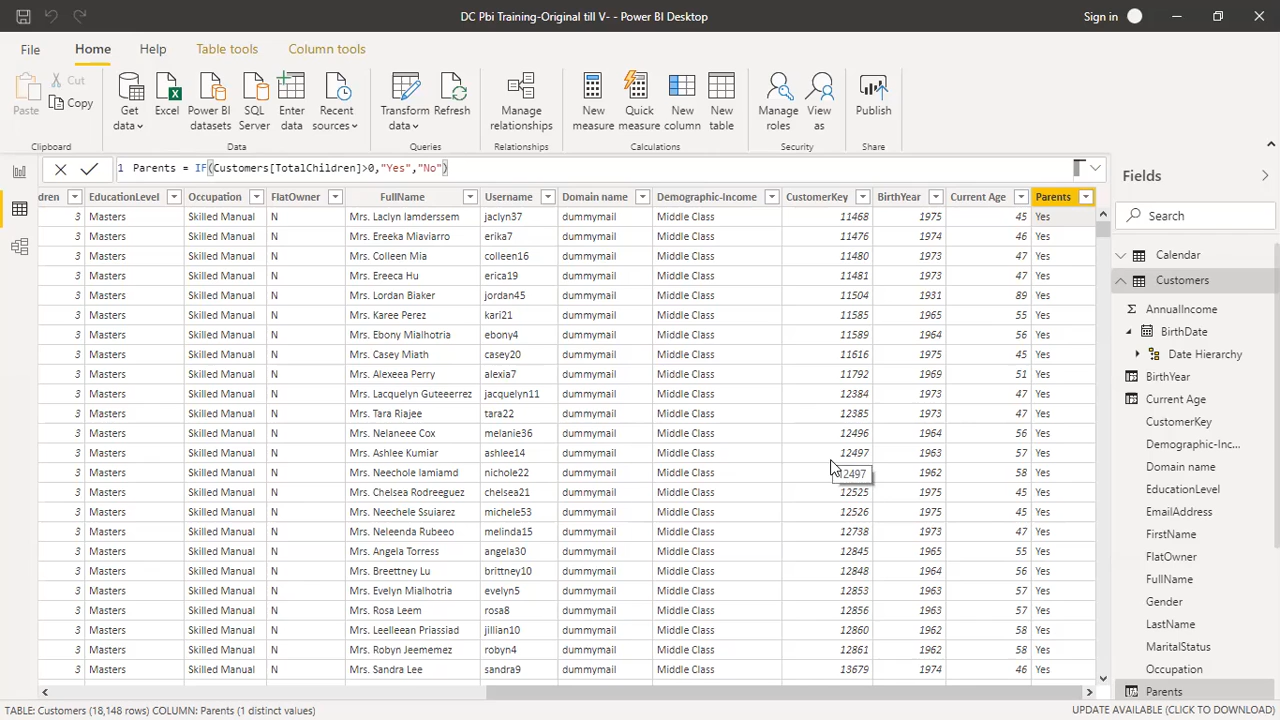 DC Pbi Training-Original till V- - Power BI Desktop
Sign in
File Home Help Table tools Column tools
Paste
Cut
Copy
Get data
Excel
Power BI datasets
SQL Server
Enter data
Recent sources
Transform data
Refresh
Manage relationships
New measure
Quick measure
New column
New table
Manage roles
View as
Publish
Clipboard Data Queries Relationships Calculations Security Share
1 Parents = IF(Customers[TotalChildren]>0,"Yes","No")
dren EducationLevel Occupation FlatOwner FullName Username Domain name Demographic-Income CustomerKey BirthYear Current Age Parents
3 Masters Skilled Manual N Mrs. Laclyn Iamderssem jaclyn37 dummymail Middle Class 11468 1975 45 Yes
3 Masters Skilled Manual N Mrs. Ereeka Miaviarro erika7 dummymail Middle Class 11476 1974 46 Yes
3 Masters Skilled Manual N Mrs. Colleen Mia colleen16 dummymail Middle Class 11480 1973 47 Yes
3 Masters Skilled Manual N Mrs. Ereeca Hu erica19 dummymail Middle Class 11481 1973 47 Yes
3 Masters Skilled Manual N Mrs. Lordan Biaker jordan45 dummymail Middle Class 11504 1931 89 Yes
3 Masters Skilled Manual N Mrs. Karee Perez kari21 dummymail Middle Class 11585 1965 55 Yes
3 Masters Skilled Manual N Mrs. Ebony Mialhotria ebony4 dummymail Middle Class 11589 1964 56 Yes
3 Masters Skilled Manual N Mrs. Casey Miath casey20 dummymail Middle Class 11616 1975 45 Yes
3 Masters Skilled Manual N Mrs. Alexeea Perry alexia7 dummymail Middle Class 11792 1969 51 Yes
3 Masters Skilled Manual N Mrs. Lacquelyn Guteeerrez jacquelyn11 dummymail Middle Class 12384 1973 47 Yes
3 Masters Skilled Manual N Mrs. Tara Riajee tara22 dummymail Middle Class 12385 1973 47 Yes
3 Masters Skilled Manual N Mrs. Nelaneee Cox melanie36 dummymail Middle Class 12496 1964 56 Yes
3 Masters Skilled Manual N Mrs. Ashlee Kumiar ashlee14 dummymail Middle Class 12497 1963 57 Yes
3 Masters Skilled Manual N Mrs. Neechole Iamiamd nichole22 dummymail Middle Class 12497 1962 58 Yes
3 Masters Skilled Manual N Mrs. Chelsea Rodreeguez chelsea21 dummymail Middle Class 12525 1975 45 Yes
3 Masters Skilled Manual N Mrs. Neechele Ssuiarez michele53 dummymail Middle Class 12526 1975 45 Yes
3 Masters Skilled Manual N Mrs. Neleenda Rubeeo melinda15 dummymail Middle Class 12738 1973 47 Yes
3 Masters Skilled Manual N Mrs. Angela Torress angela30 dummymail Middle Class 12845 1965 55 Yes
3 Masters Skilled Manual N Mrs. Breettney Lu brittney10 dummymail Middle Class 12848 1964 56 Yes
3 Masters Skilled Manual N Mrs. Evelyn Mialhotria evelyn5 dummymail Middle Class 12853 1963 57 Yes
3 Masters Skilled Manual N Mrs. Rosa Leem rosa8 dummymail Middle Class 12856 1963 57 Yes
3 Masters Skilled Manual N Mrs. Leelleean Priassiad jillian10 dummymail Middle Class 12860 1962 58 Yes
3 Masters Skilled Manual N Mrs. Robyn Jeememez robyn4 dummymail Middle Class 12861 1962 58 Yes
3 Masters Skilled Manual N Mrs. Sandra Lee sandra9 dummymail Middle Class 13679 1974 46 Yes
Fields
Search
Calendar
Customers
AnnualIncome
BirthDate
Date Hierarchy
BirthYear
Current Age
CustomerKey
Demographic-Inc...
Domain name
EducationLevel
EmailAddress
FirstName
FlatOwner
FullName
Gender
LastName
MaritalStatus
Occupation
Parents
TABLE: Customers (18,148 rows) COLUMN: Parents (1 distinct values)
UPDATE AVAILABLE (CLICK TO DOWNLOAD)